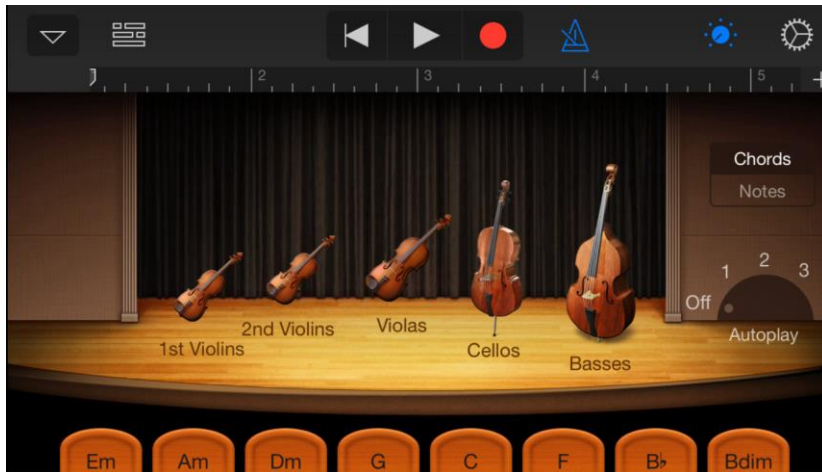 1 2 3 4 5
Chords
Notes
1 2 3
Off
Autoplay
1st Violins 2nd Violins Violas Cellos Basses
Em Am Dm G C F B♭ Bdim